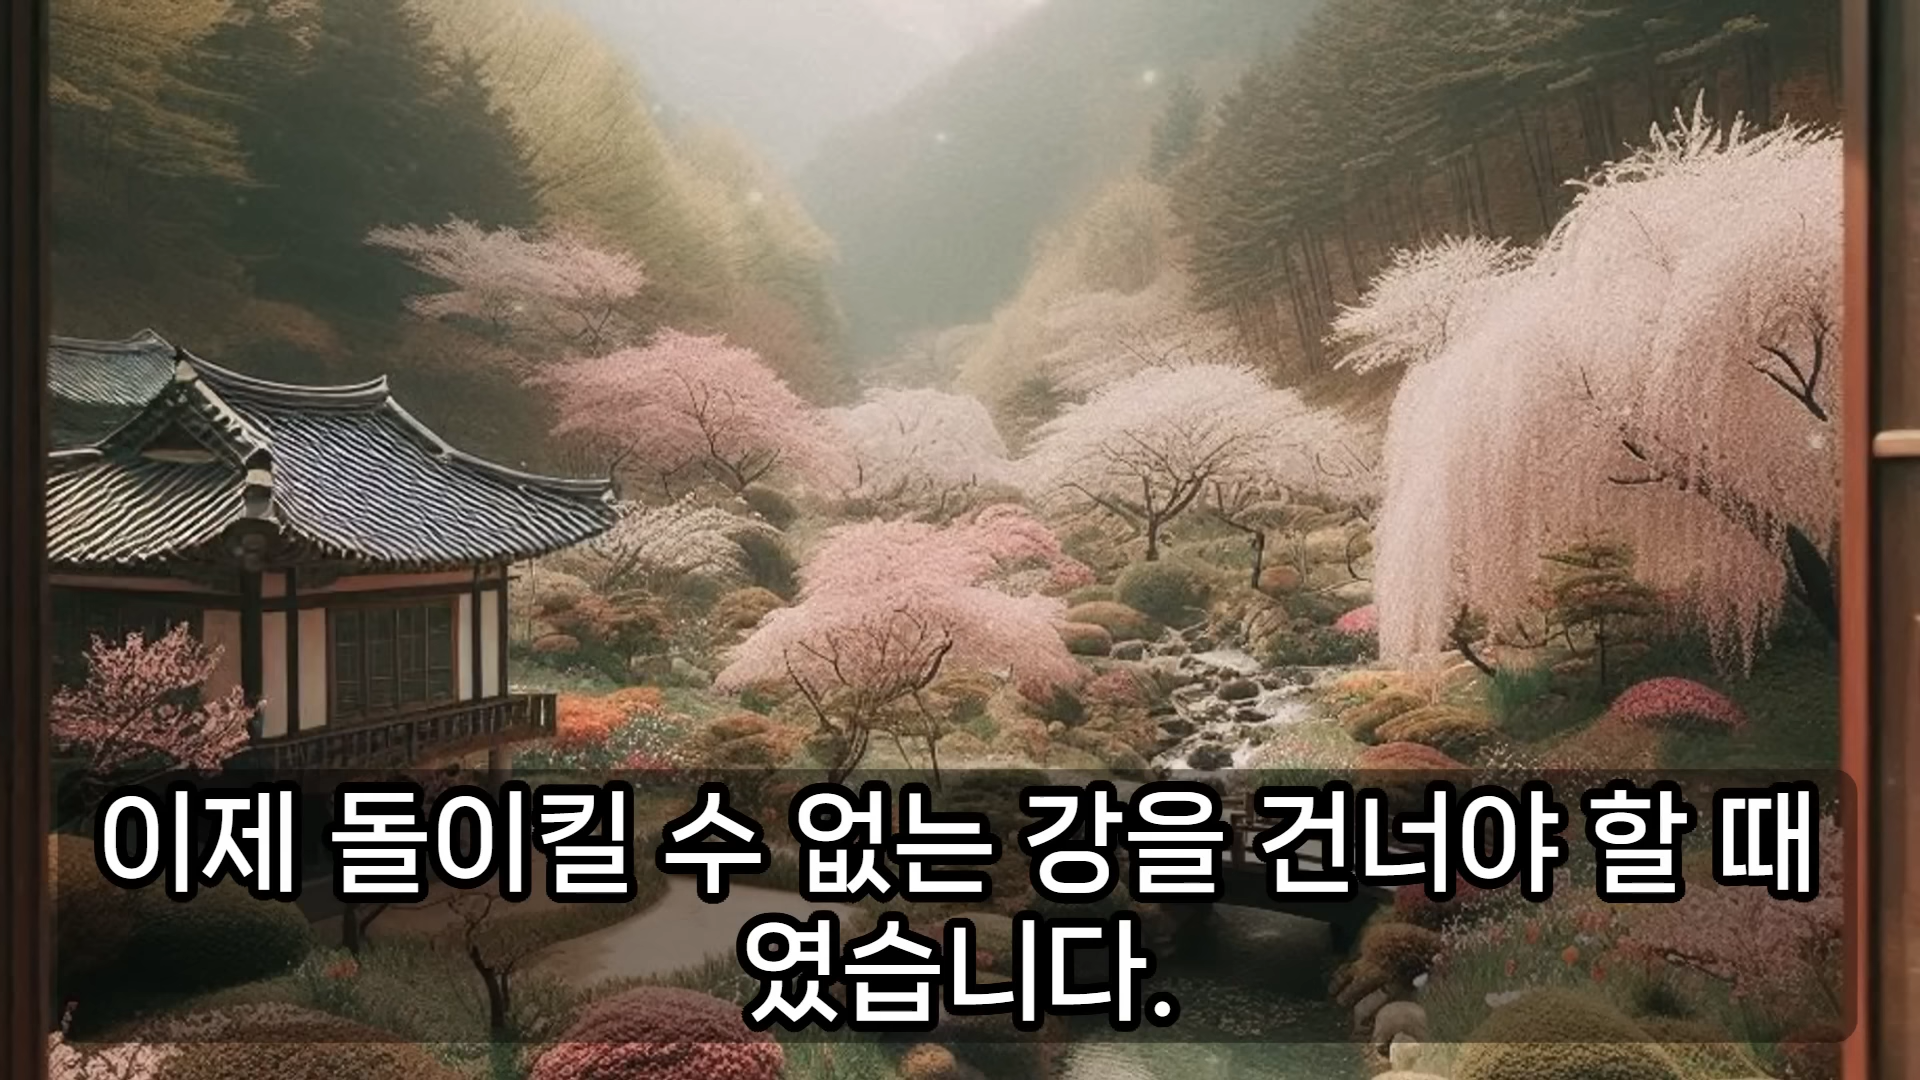 이제 돌이킬 수 없는 강을 건너야 할 때
였습니다.